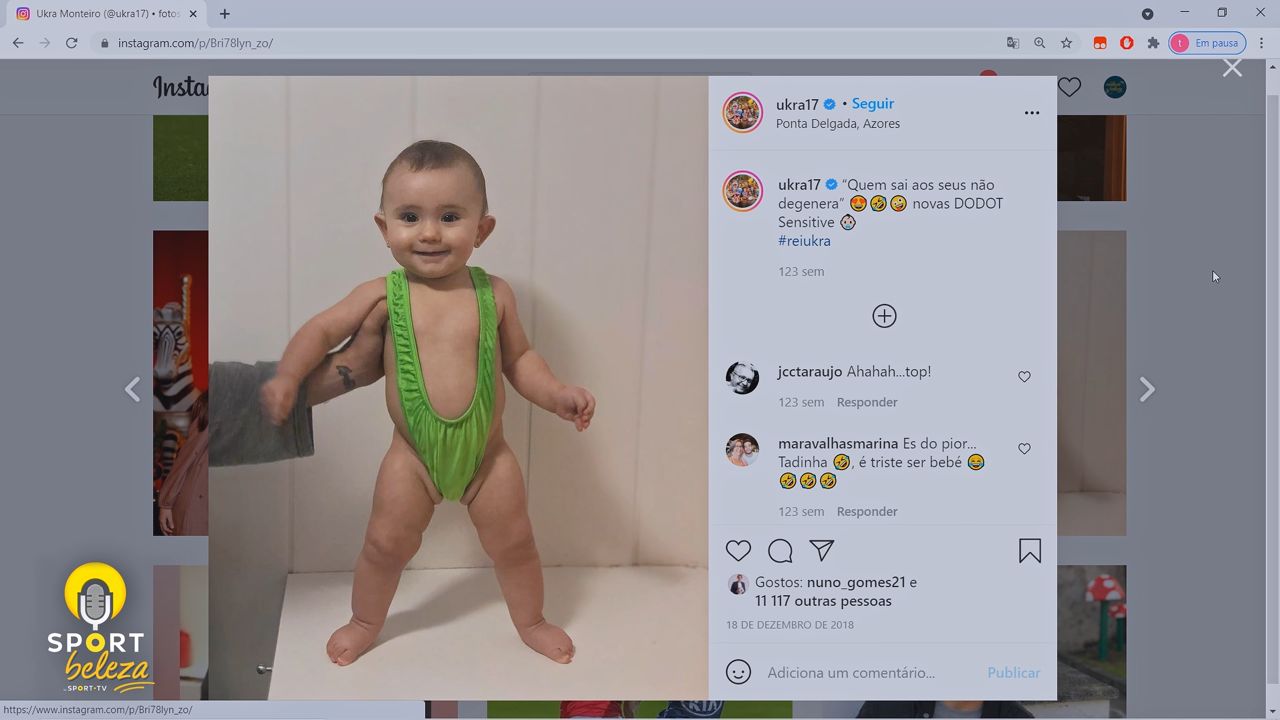 Ukra Monteiro (@ukra17) • fotos
instagram.com/p/Bri78lyn_zo/
t Em pausa
Insta
ukra17 • Seguir
Ponta Delgada, Azores
ukra17 “Quem sai aos seus não
degenera” 😍🤣🤪 novas DODOT
Sensitive 👶🏻
#reiukra
123 sem
jcctaraujo Ahahah...top!
123 sem Responder
maravalhasmarina Es do pior...
Tadinha 🤣, é triste ser bebé 😂
🤣🤣🤣
123 sem Responder
Gostos: nuno_gomes21 e
11 117 outras pessoas
18 DE DEZEMBRO DE 2018
Adiciona um comentário... Publicar
SPORT
beleza
SPORT•TV
https://www.instagram.com/p/Bri78lyn_zo/